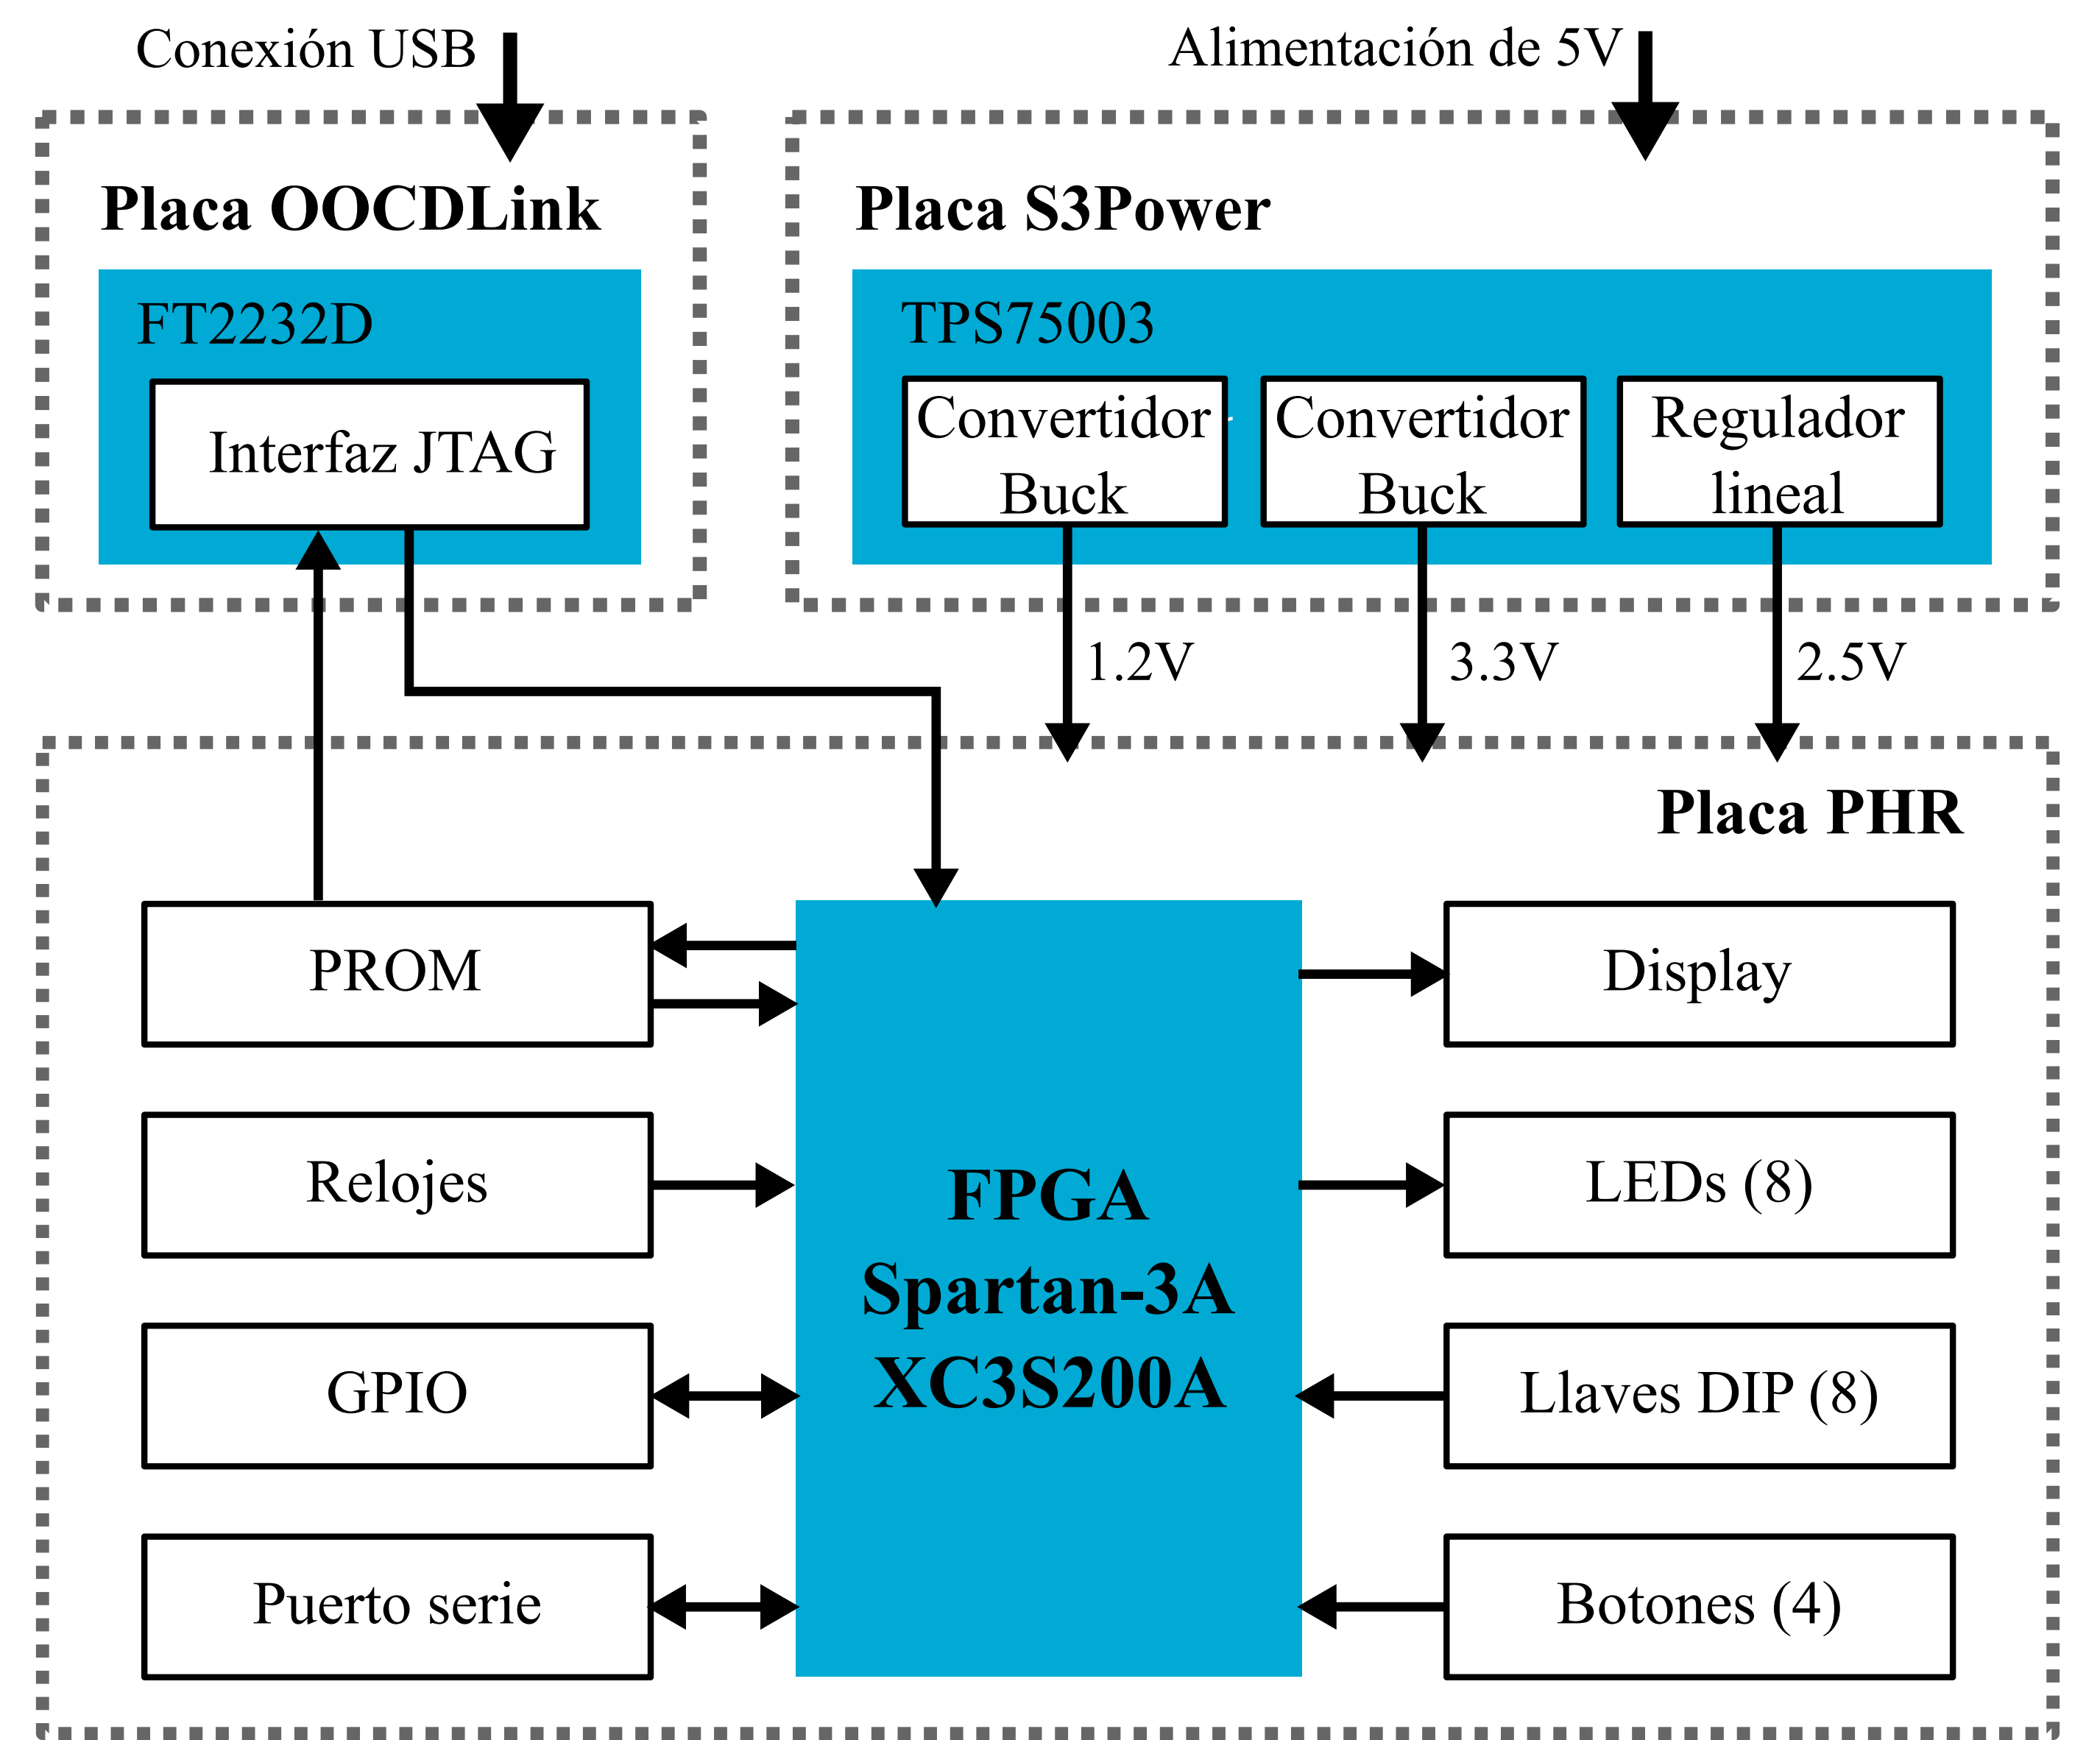 Conexión USB
Alimentación de 5V
Placa OOCDLink
FT2232D
Interfaz JTAG
Placa S3Power
TPS75003
Convertidor
Buck
Convertidor
Buck
Regulador
lineal
1.2V
3.3V
2.5V
Placa PHR
PROM
Relojes
GPIO
Puerto serie
FPGA
Spartan-3A
XC3S200A
Display
LEDs (8)
Llaves DIP (8)
Botones (4)